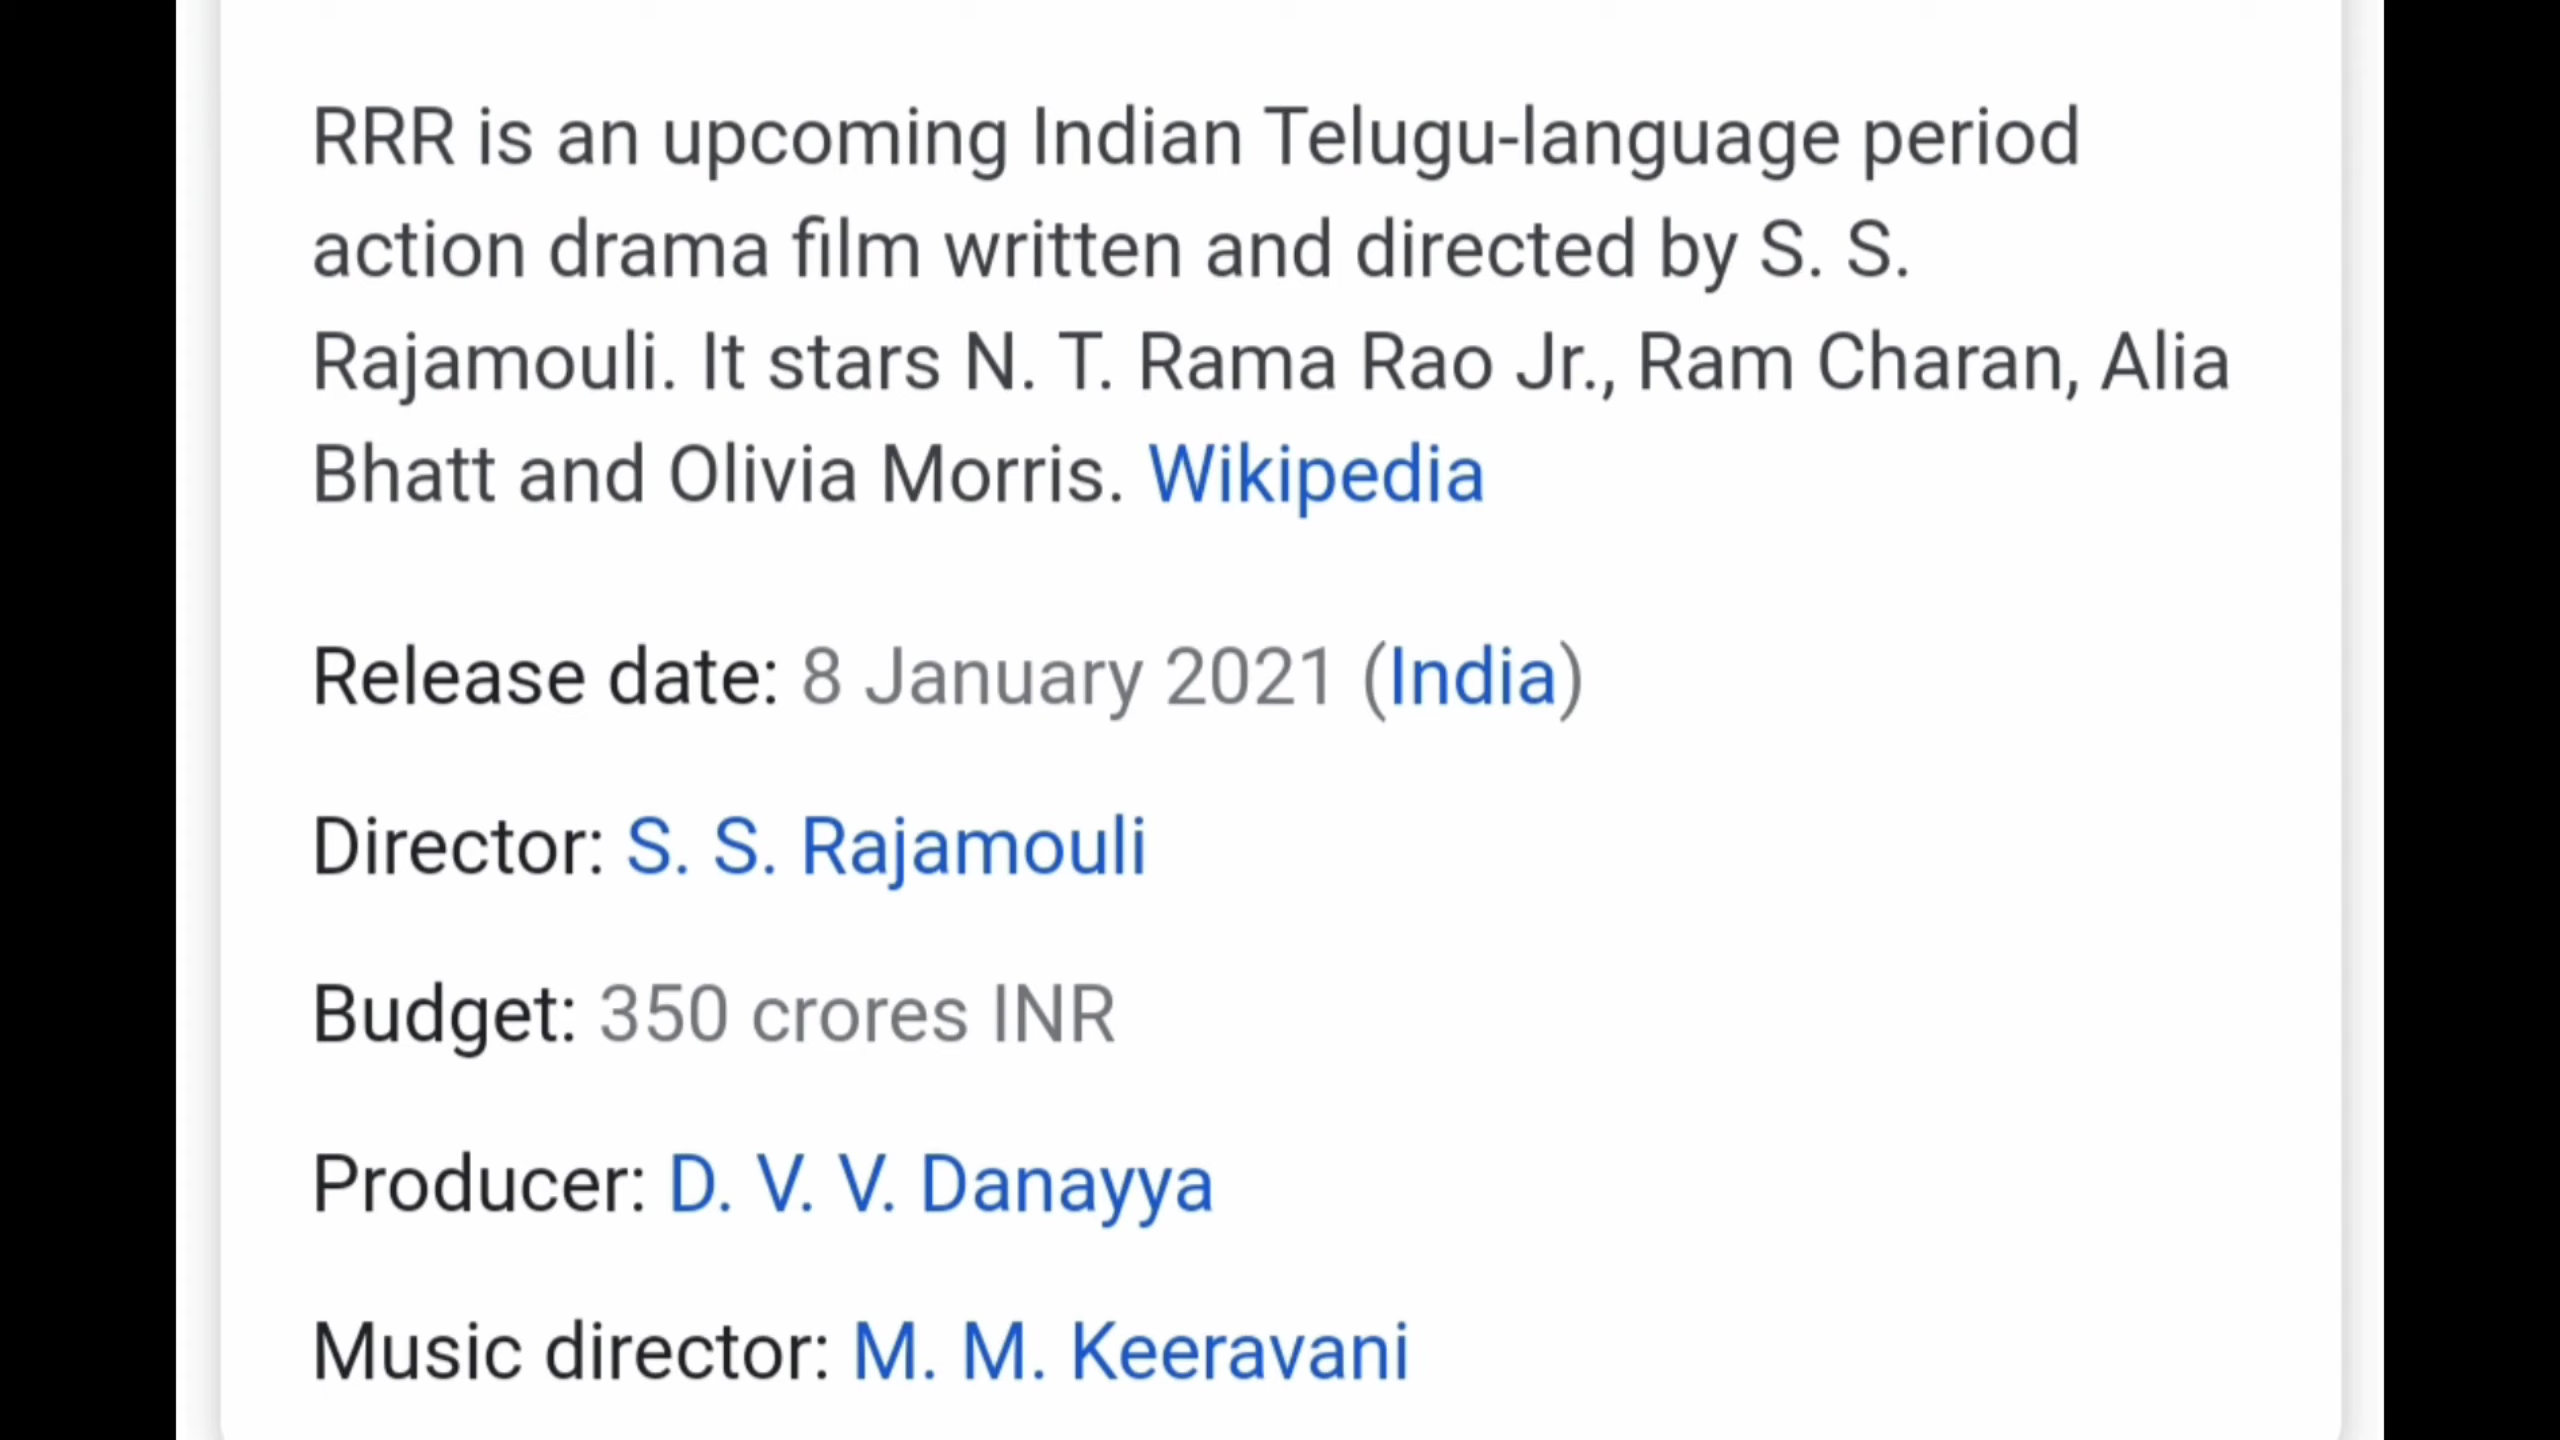 RRR is an upcoming Indian Telugu-language period
action drama film written and directed by S. S.
Rajamouli. It stars N. T. Rama Rao Jr., Ram Charan, Alia
Bhatt and Olivia Morris. Wikipedia
Release date: 8 January 2021 (India)
Director: S. S. Rajamouli
Budget: 350 crores INR
Producer: D. V. V. Danayya
Music director: M. M. Keeravani